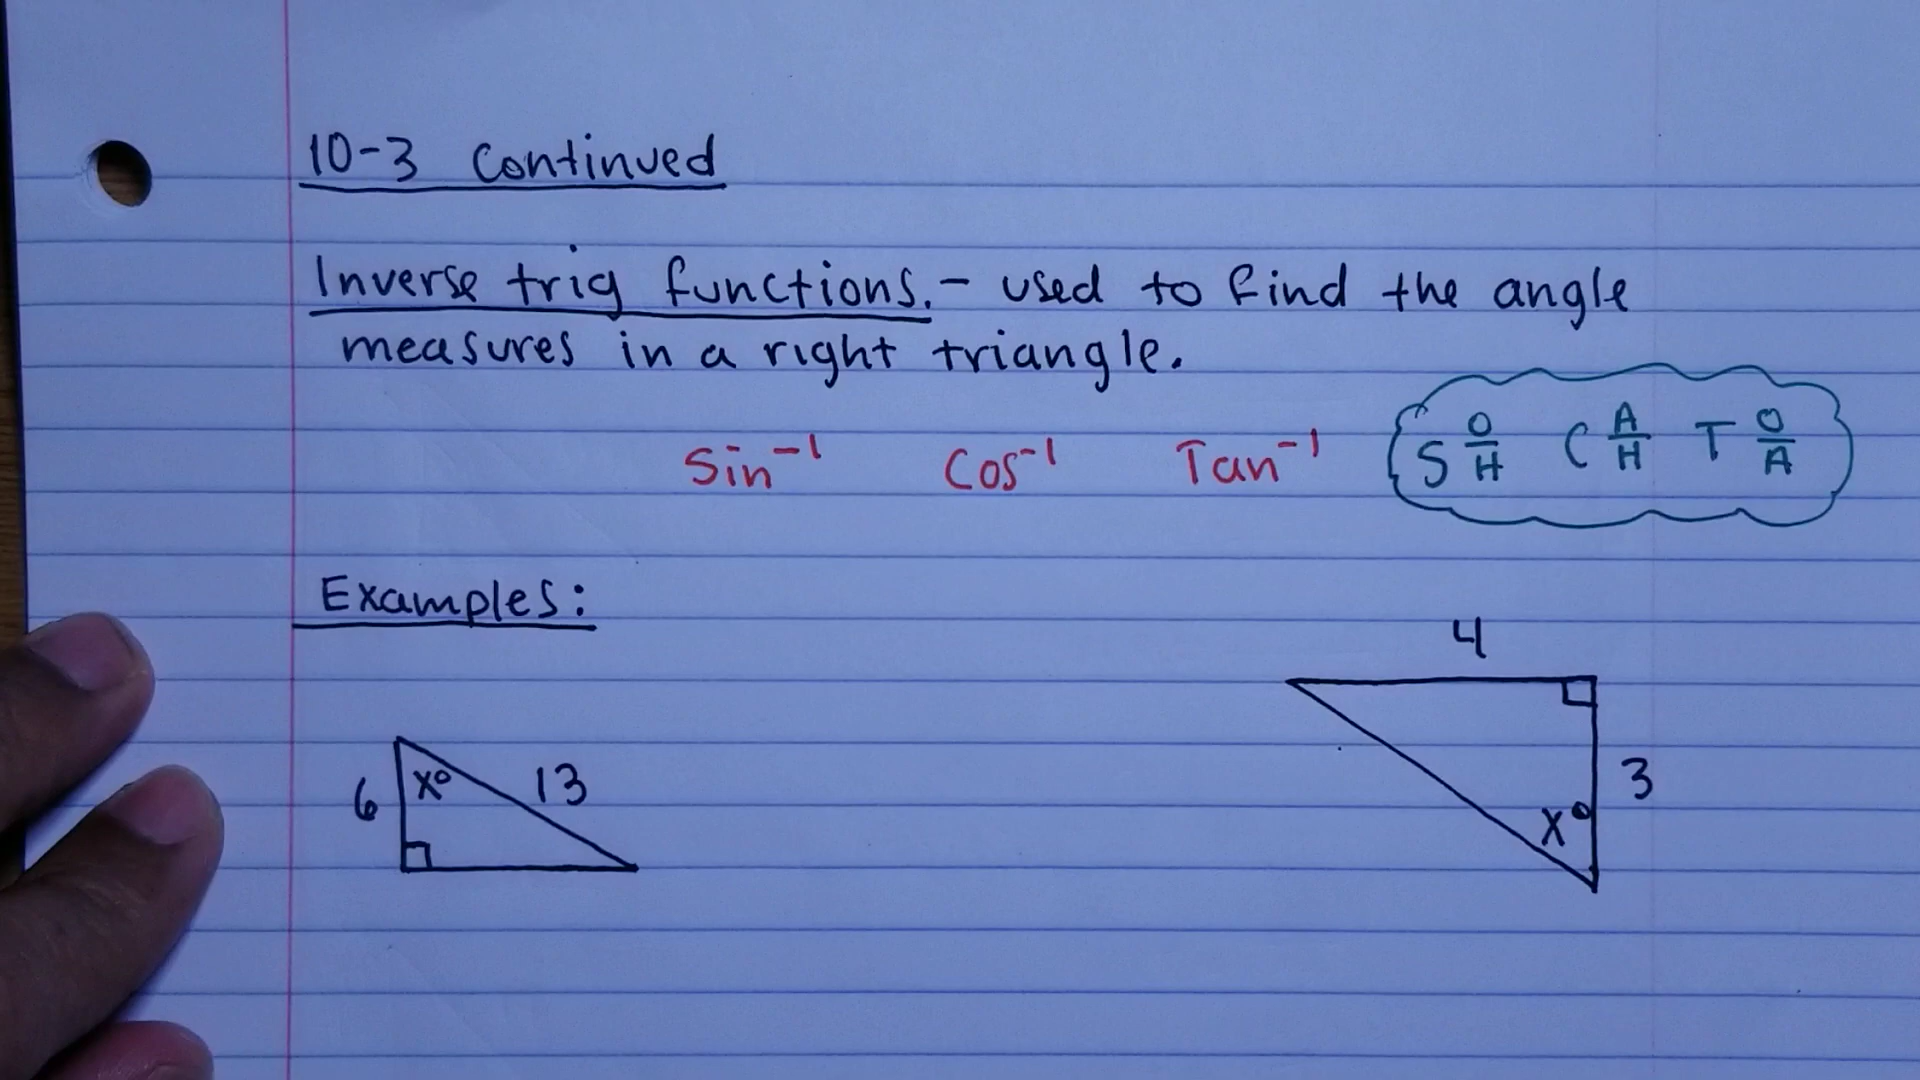 10-3 Continued
Inverse trig functions. - used to find the angle
measures in a right triangle.
Sin⁻¹ Cos⁻¹ Tan⁻¹ S O/H C A/H T O/A
Examples:
4
6 x° 13
x° 3